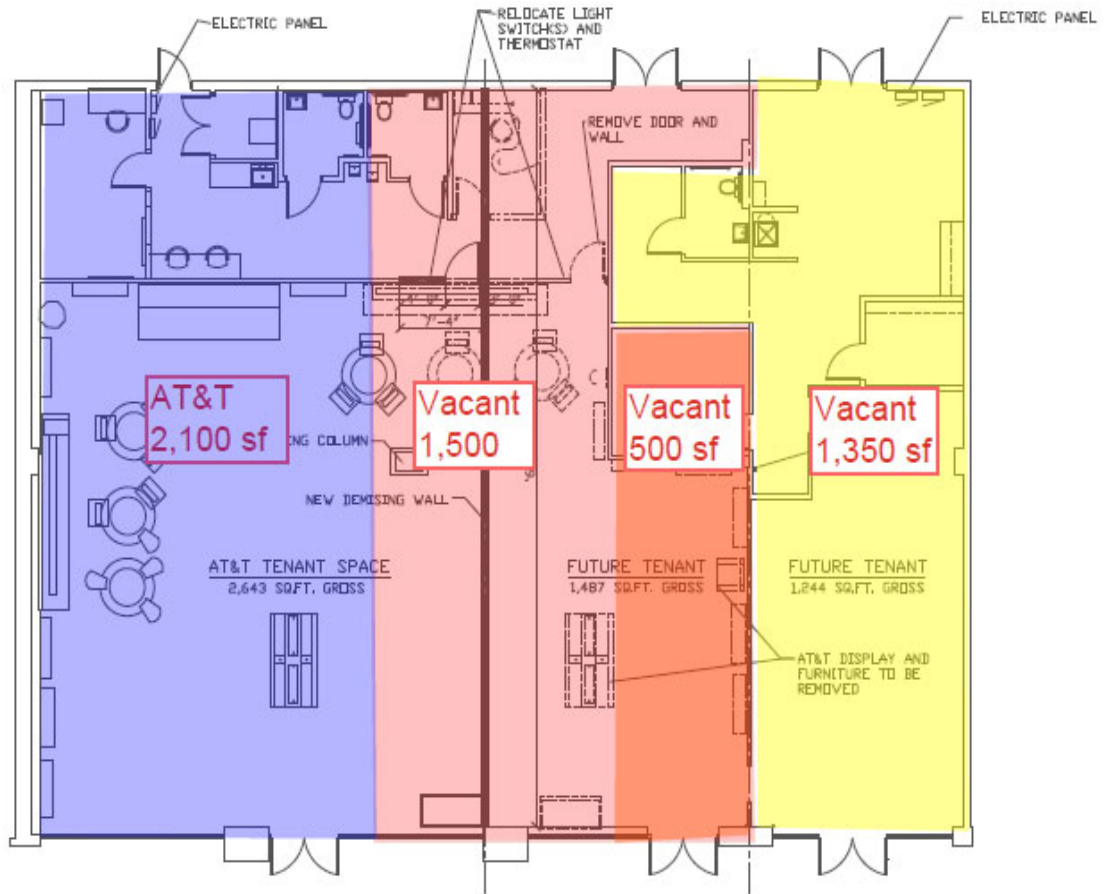 ELECTRIC PANEL
RELOCATE LIGHT
SWITCH(S) AND
THERMOSTAT
ELECTRIC PANEL
REMOVE DOOR AND
WALL
AT&T
2,100 sf
Vacant
1,500
Vacant
500 sf
Vacant
1,350 sf
COLUMN
NEW DEMISING WALL
AT&T TENANT SPACE
2,643 SQ.FT. GROSS
FUTURE TENANT
1,487 SQ.FT. GROSS
FUTURE TENANT
1,244 SQ.FT. GROSS
AT&T DISPLAY AND
FURNITURE TO BE
REMOVED